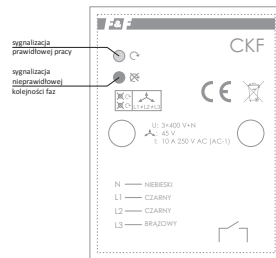 F&F
sygnalizacja
prawidłowej pracy
CKF
sygnalizacja
nieprawidłowej
kolejności faz
CE
L1≠L2≠L3
U: 3×400 V+N
: 45 V
I: 10 A 250 V AC (AC-1)
N — NIEBIESKI
L1 — CZARNY
L2 — CZARNY
L3 — BRĄZOWY